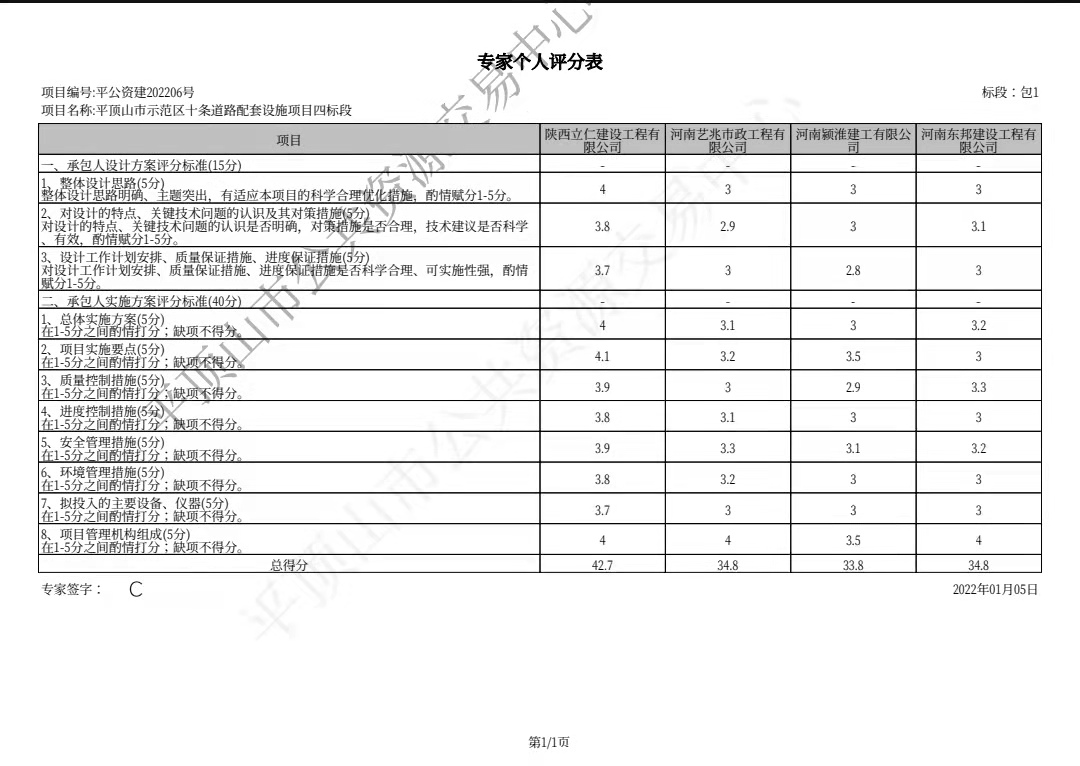 专家个人评分表
项目编号:平公资建202206号 标段：包1
项目名称:平顶山市示范区十条道路配套设施项目四标段
项目 陕西立仁建设工程有限公司 河南艺兆市政工程有限公司 河南颍淮建工有限公司 河南东邦建设工程有限公司
一、承包人设计方案评分标准(15分) - - - -
1、整体设计思路(5分)
整体设计思路明确、主题突出，有适应本项目的科学合理优化措施，酌情赋分1-5分。 4 3 3 3
2、对设计的特点、关键技术问题的认识及其对策措施(5分)
对设计的特点、关键技术问题的认识是否明确，对策措施是否合理，技术建议是否科学
、有效，酌情赋分1-5分。 3.8 2.9 3 3.1
3、设计工作计划安排、质量保证措施、进度保证措施(5分)
对设计工作计划安排、质量保证措施、进度保证措施是否科学合理、可实施性强，酌情
赋分1-5分。 3.7 3 2.8 3
二、承包人实施方案评分标准(40分) - - - -
1、总体实施方案(5分)
在1-5分之间酌情打分；缺项不得分。 4 3.1 3 3.2
2、项目实施要点(5分)
在1-5分之间酌情打分；缺项不得分。 4.1 3.2 3.5 3
3、质量控制措施(5分)
在1-5分之间酌情打分；缺项不得分。 3.9 3 2.9 3.3
4、进度控制措施(5分)
在1-5分之间酌情打分；缺项不得分。 3.8 3.1 3 3
5、安全管理措施(5分)
在1-5分之间酌情打分；缺项不得分。 3.9 3.3 3.1 3.2
6、环境管理措施(5分)
在1-5分之间酌情打分；缺项不得分。 3.8 3.2 3 3
7、拟投入的主要设备、仪器(5分)
在1-5分之间酌情打分；缺项不得分。 3.7 3 3 3
8、项目管理机构组成(5分)
在1-5分之间酌情打分；缺项不得分。 4 4 3.5 4
总得分 42.7 34.8 33.8 34.8
专家签字： C 2022年01月05日
第1/1页
平顶山市公共资源交易中心
平顶山市公共资源交易中心